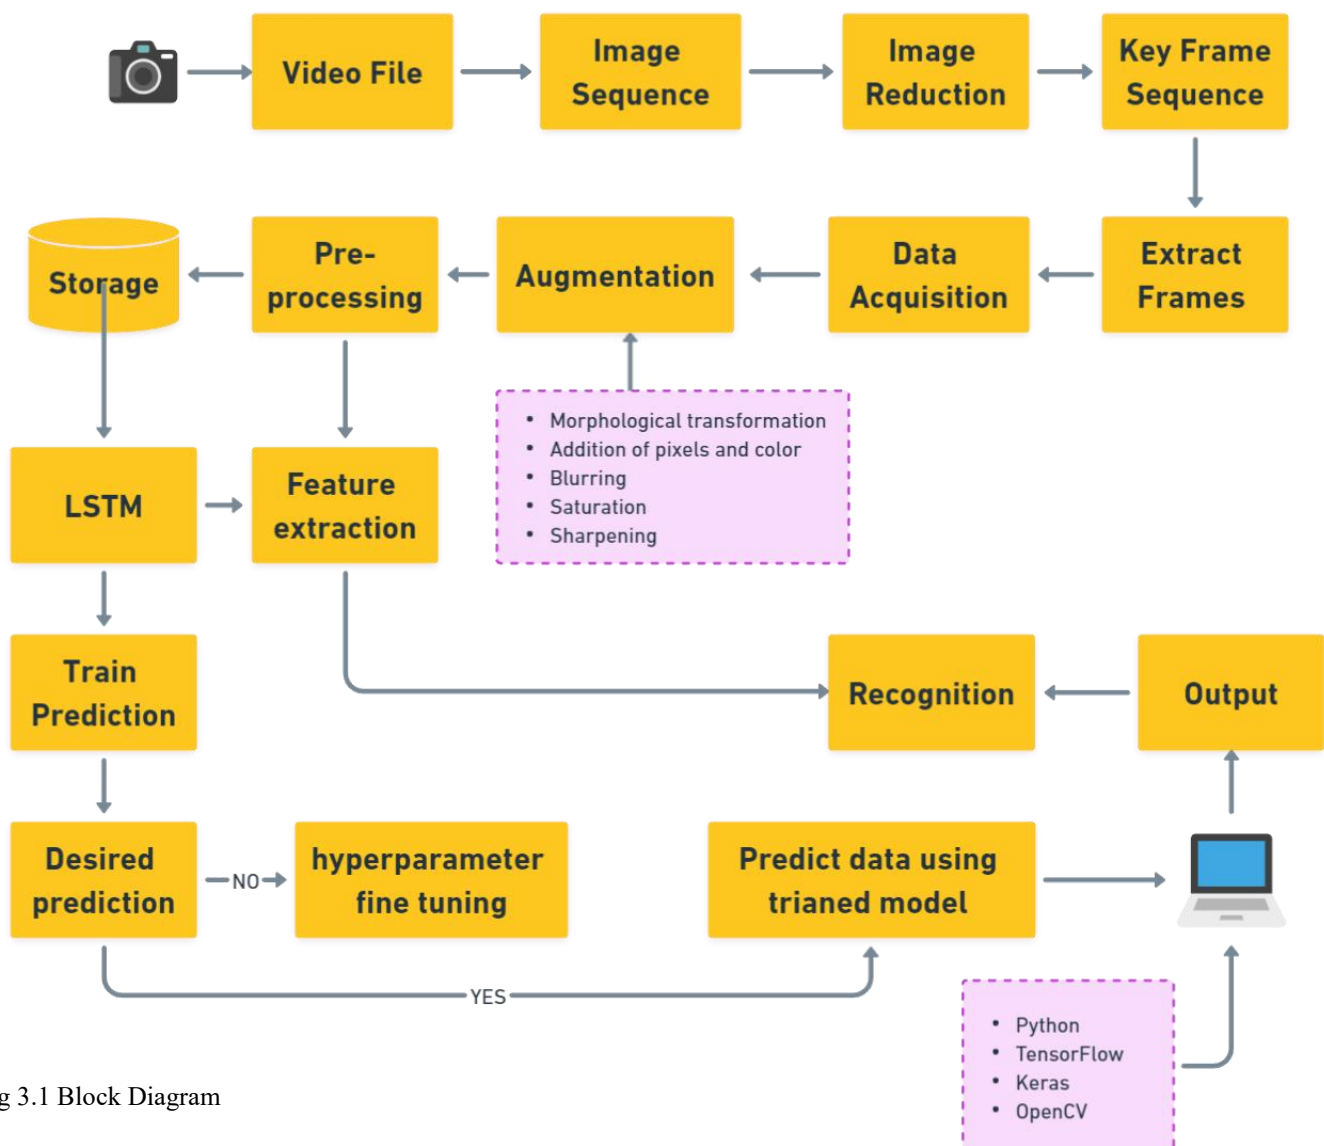 Video File
Image
Sequence
Image
Reduction
Key Frame
Sequence
Storage
Pre-
processing
Augmentation
Data
Acquisition
Extract
Frames
• Morphological transformation
• Addition of pixels and color
• Blurring
• Saturation
• Sharpening
LSTM
Feature
extraction
Train
Prediction
Recognition
Output
Desired
prediction
NO
hyperparameter
fine tuning
Predict data using
trianed model
YES
• Python
• TensorFlow
• Keras
• OpenCV
g 3.1 Block Diagram